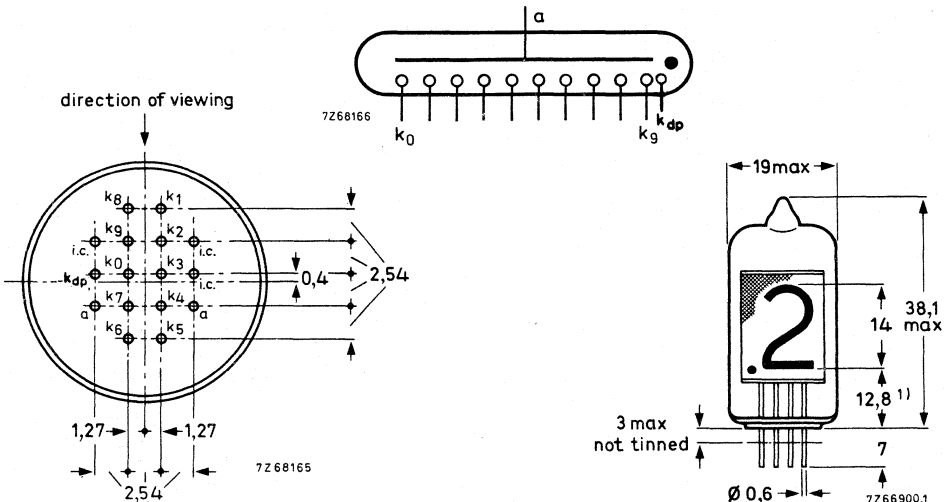 a
7Z68166
k0
k9
kdp
direction of viewing
k8 k1
k9 k2
i.c. i.c.
k0 k3
kdp i.c.
k7 k4
a a
k6 k5
0,4
2,54
1,27 1,27
2,54
7Z68165
19 max
2
14
38,1
max
12,8 1)
3 max
not tinned
7
Ø 0,6
7Z66900.1